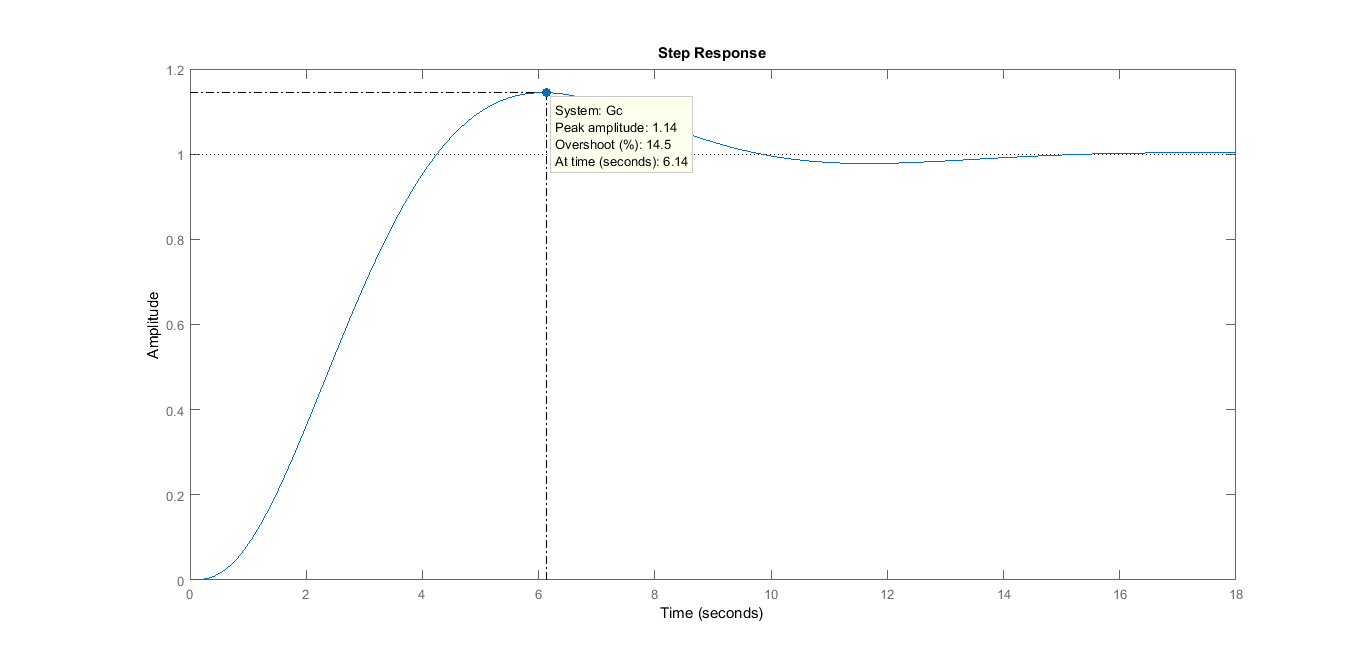 Step Response
1.2
System: Gc
Peak amplitude: 1.14
Overshoot (%): 14.5
At time (seconds): 6.14
1
0.8
0.6
0.4
0.2
0
Amplitude
0 2 4 6 8 10 12 14 16 18
Time (seconds)